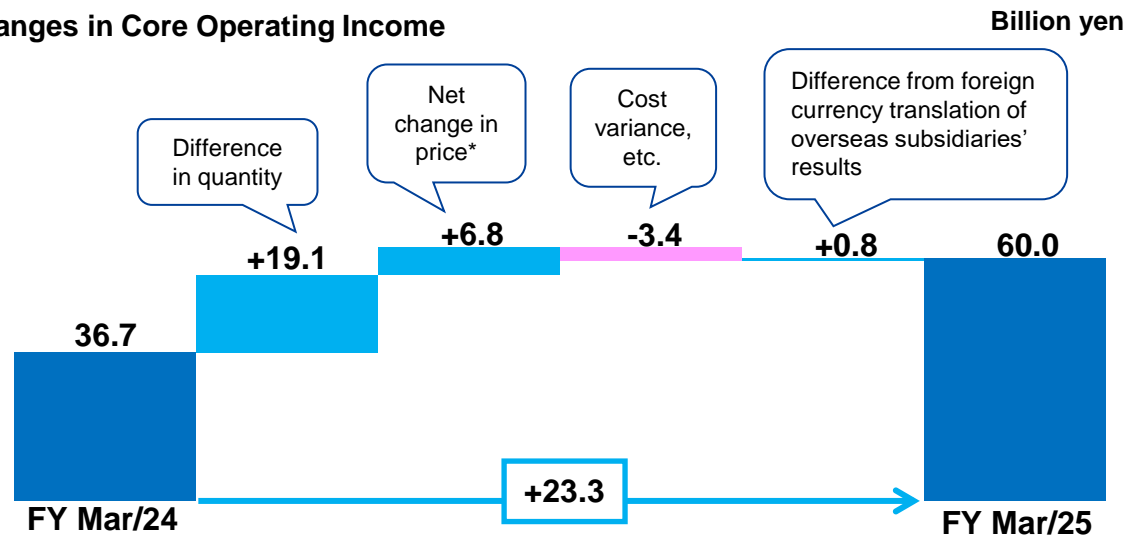 anges in Core Operating Income
Billion yen
Difference
in quantity
Net
change in
price*
Cost
variance,
etc.
Difference from foreign
currency translation of
overseas subsidiaries’
results
36.7
+19.1
+6.8
-3.4
+0.8
60.0
+23.3
FY Mar/24
FY Mar/25